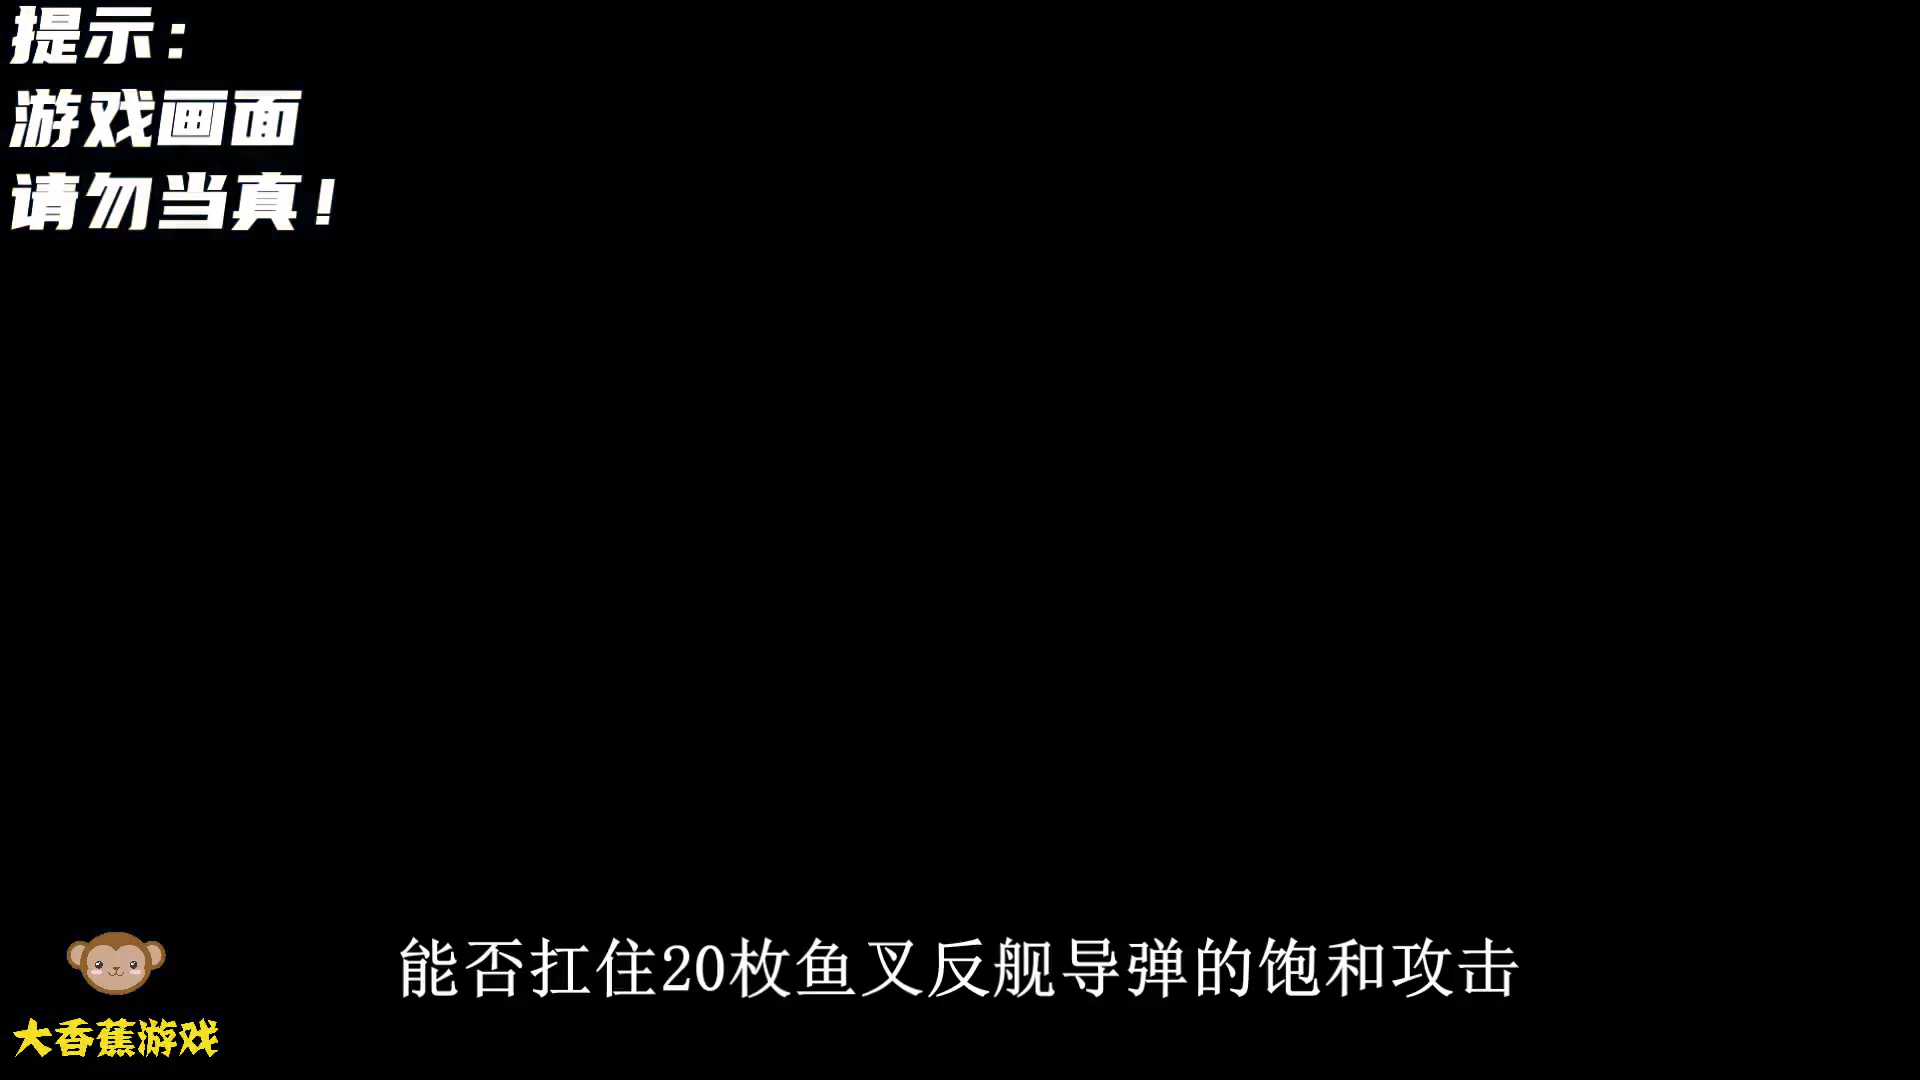 提示：
游戏画面
请勿当真！
能否扛住20枚鱼叉反舰导弹的饱和攻击
大香蕉游戏